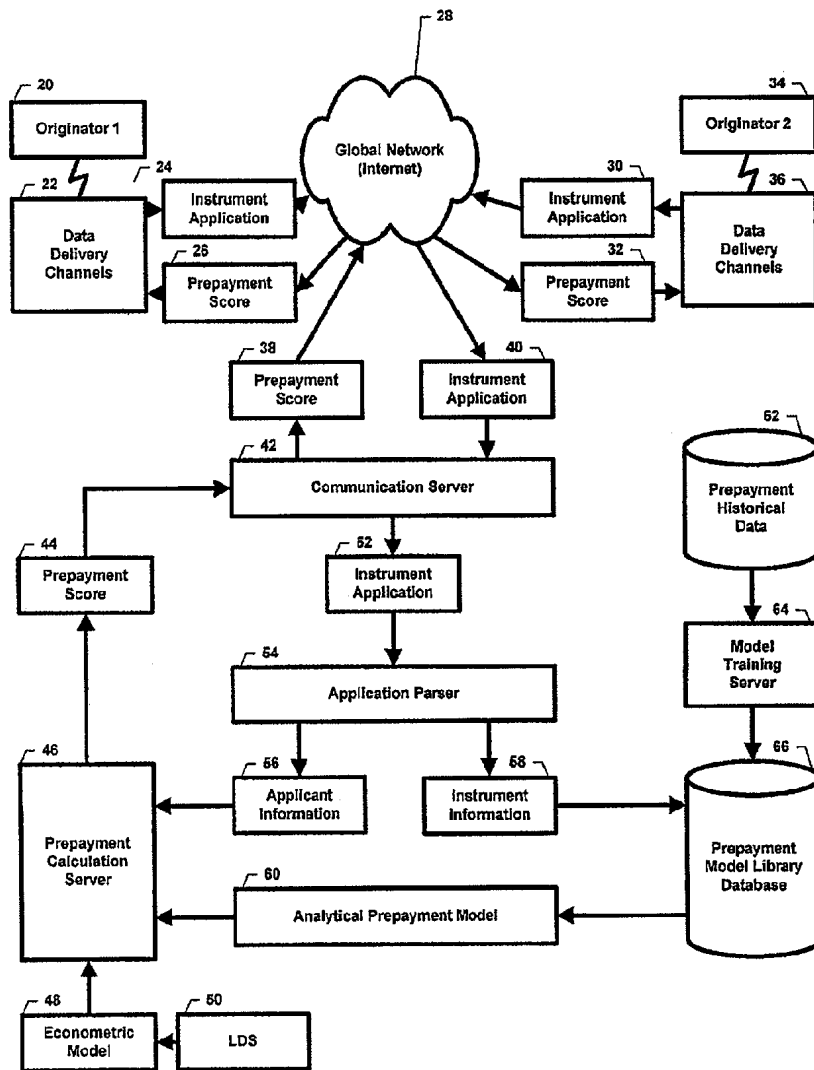 28
20
34
Originator 1
Originator 2
Global Network
(Internet)
24
30
22
36
Instrument
Application
Instrument
Application
Data
Delivery
Channels
Data
Delivery
Channels
26
32
Prepayment
Score
Prepayment
Score
38
40
Prepayment
Score
Instrument
Application
42
62
Communication Server
Prepayment
Historical
Data
44
52
Prepayment
Score
Instrument
Application
64
54
Model
Training
Server
Application Parser
46
56
58
66
Applicant
Information
Instrument
Information
Prepayment
Calculation
Server
Prepayment
Model Library
Database
60
Analytical Prepayment Model
48
50
Econometric
Model
LDS